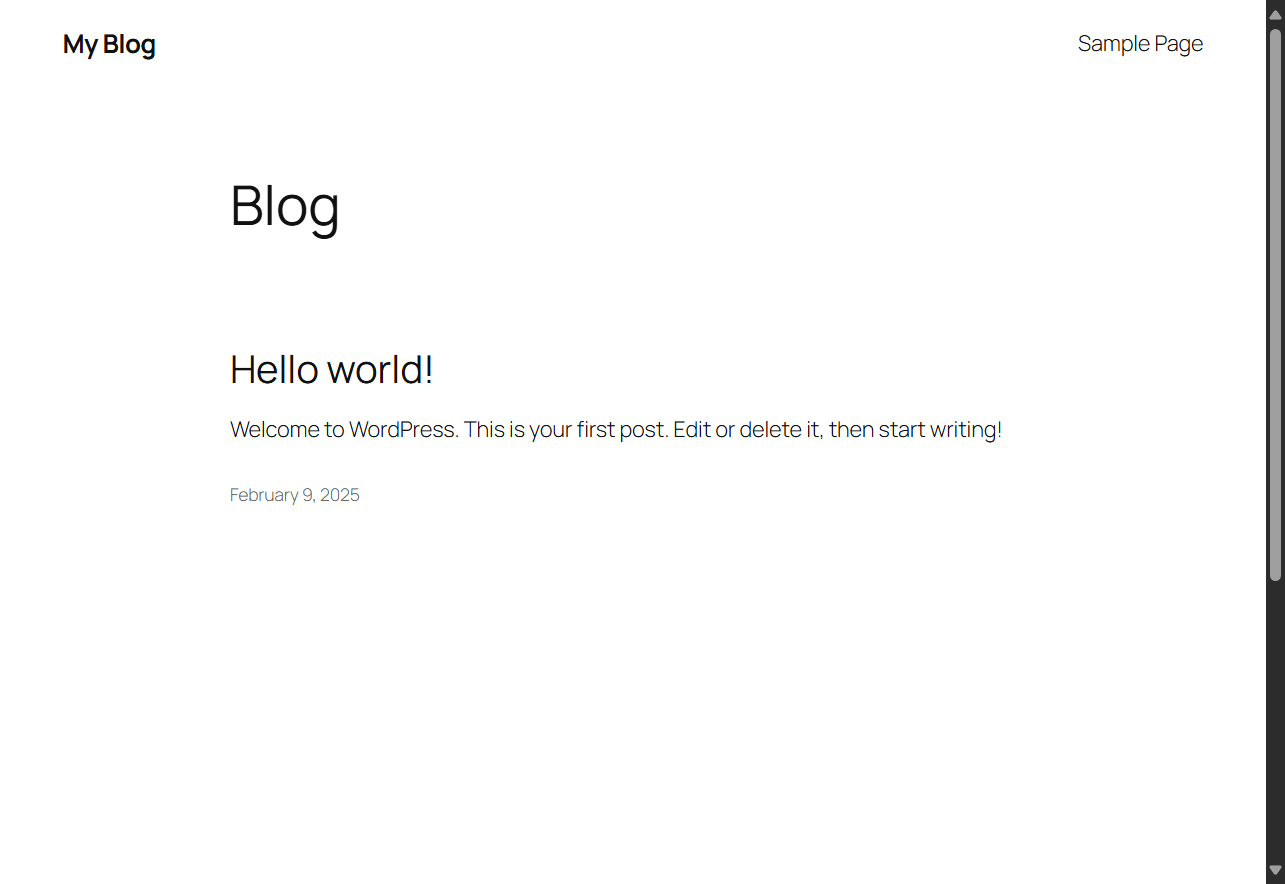 My Blog
Sample Page
Blog
Hello world!
Welcome to WordPress. This is your first post. Edit or delete it, then start writing!
February 9, 2025